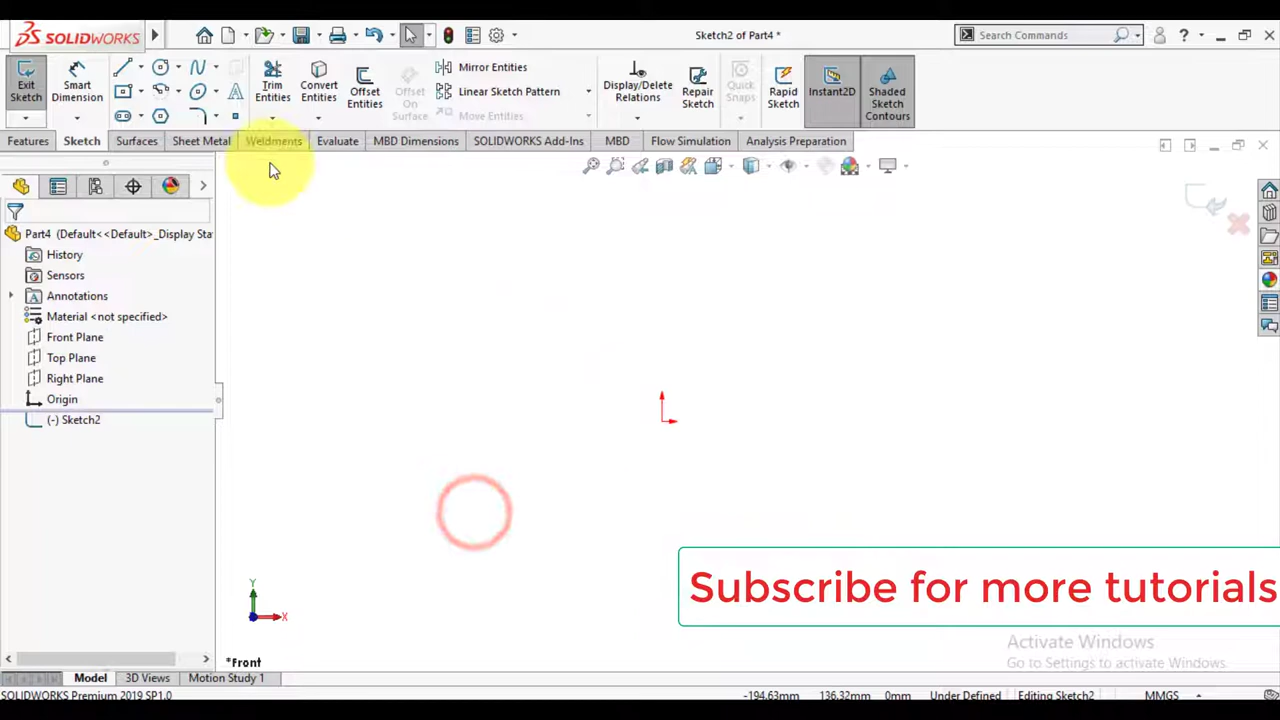 SOLIDWORKS
Sketch2 of Part4 *
Search Commands
Exit Sketch
Smart Dimension
Trim Entities
Convert Entities
Offset Entities
Offset On Surface
Mirror Entities
Linear Sketch Pattern
Move Entities
Display/Delete Relations
Repair Sketch
Quick Snaps
Rapid Sketch
Instant2D
Shaded Sketch Contours
Features
Sketch
Surfaces
Sheet Metal
Weldments
Evaluate
MBD Dimensions
SOLIDWORKS Add-Ins
MBD
Flow Simulation
Analysis Preparation
Part4 (Default<<Default>_Display Sta
History
Sensors
Annotations
Material <not specified>
Front Plane
Top Plane
Right Plane
Origin
(-) Sketch2
Y
X
*Front
Subscribe for more tutorials
Activate Windows
Go to Settings to activate Windows.
Model
3D Views
Motion Study 1
SOLIDWORKS Premium 2019 SP1.0
-194.63mm
136.32mm
0mm
Under Defined
Editing Sketch2
MMGS